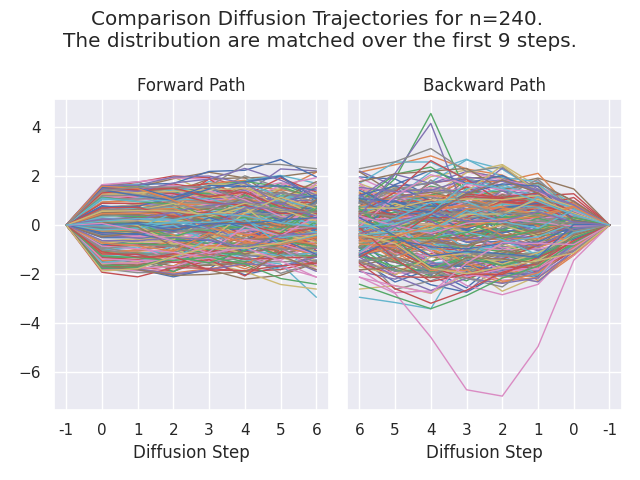 Comparison Diffusion Trajectories for n=240.
The distribution are matched over the first 9 steps.
Forward Path
Backward Path
4
2
0
−2
−4
−6
-1 0 1 2 3 4 5 6
6 5 4 3 2 1 0 -1
Diffusion Step
Diffusion Step